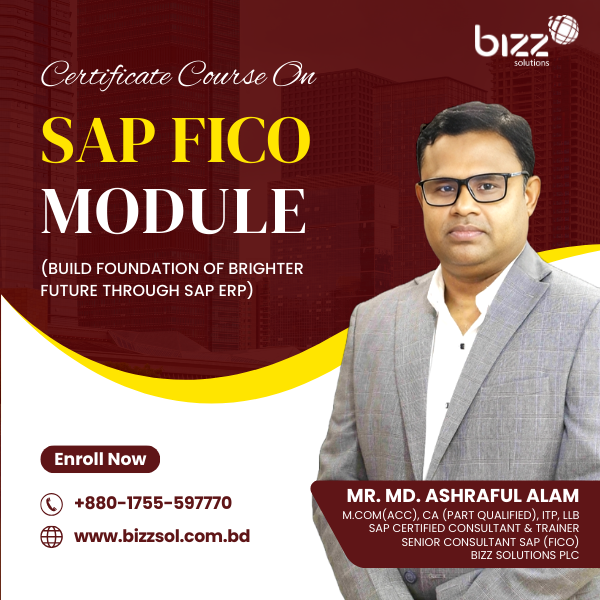 bizz
solutions
Certificate Course On
SAP FICO
MODULE
(BUILD FOUNDATION OF BRIGHTER
FUTURE THROUGH SAP ERP)
Enroll Now
+880-1755-597770
www.bizzsol.com.bd
MR. MD. ASHRAFUL ALAM
M.COM(ACC), CA (PART QUALIFIED), ITP, LLB
SAP CERTIFIED CONSULTANT & TRAINER
SENIOR CONSULTANT SAP (FICO)
BIZZ SOLUTIONS PLC